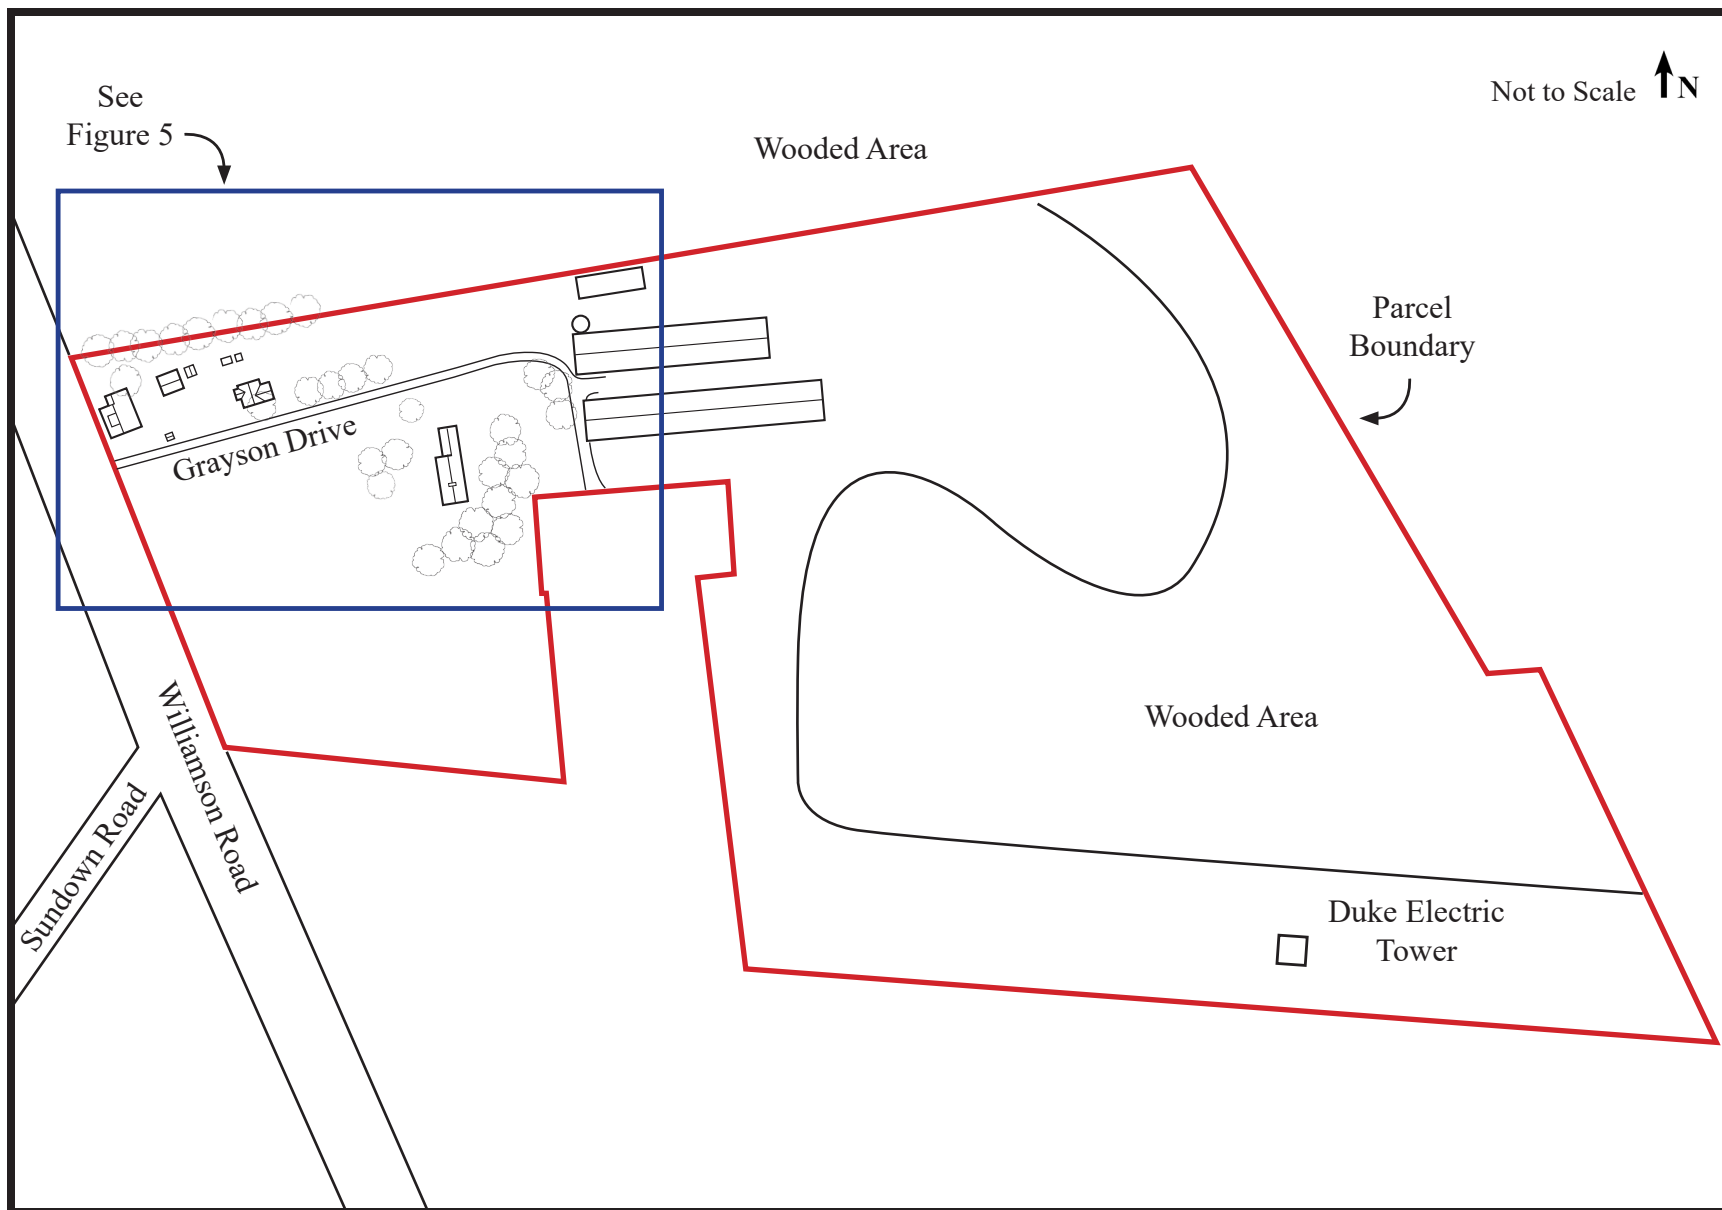 See
Figure 5
Not to Scale
N
Wooded Area
Parcel
Boundary
Grayson Drive
Williamson Road
Wooded Area
Sundown Road
Duke Electric
Tower